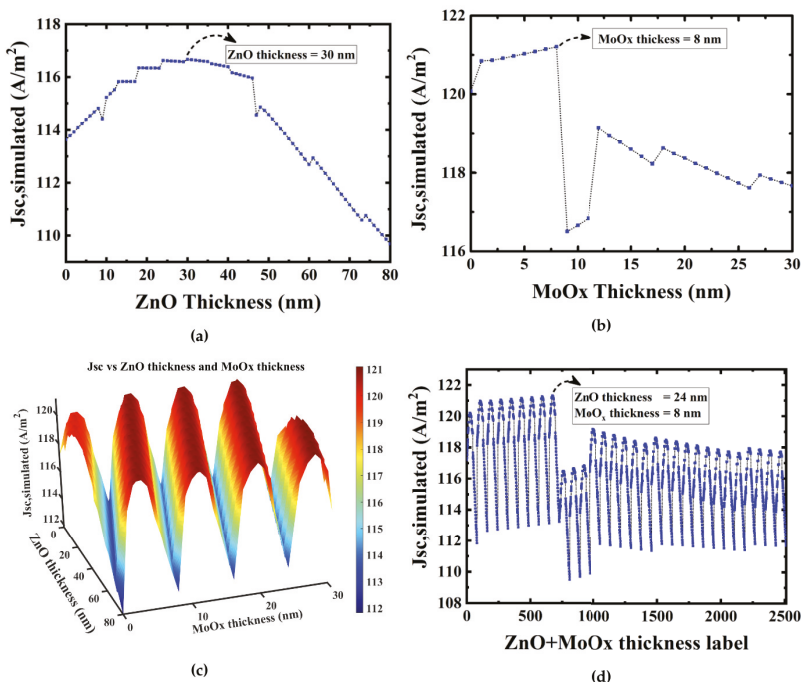 116
114
112
110
Jsc,simulated (A/m²)
ZnO thickness = 30 nm
0 10 20 30 40 50 60 70 80
ZnO Thickness (nm)
(a)
121
120
118
116
Jsc,simulated (A/m²)
MoOx thickess = 8 nm
0 5 10 15 20 25 30
MoOx Thickness (nm)
(b)
Jsc vs ZnO thickness and MoOx thickness
120
118
116
114
112
Jsc,simulated (A/m²)
0
20
40
60
80
ZnO thickness (nm)
0
10
20
30
MoOx thickness (nm)
121
120
119
118
117
116
115
114
113
112
(c)
122
121
120
118
116
114
112
110
108
Jsc,simulated (A/m²)
ZnO thickness = 24 nm
MoOₓ thickness = 8 nm
0 500 1000 1500 2000 2500
ZnO+MoOx thickness label
(d)